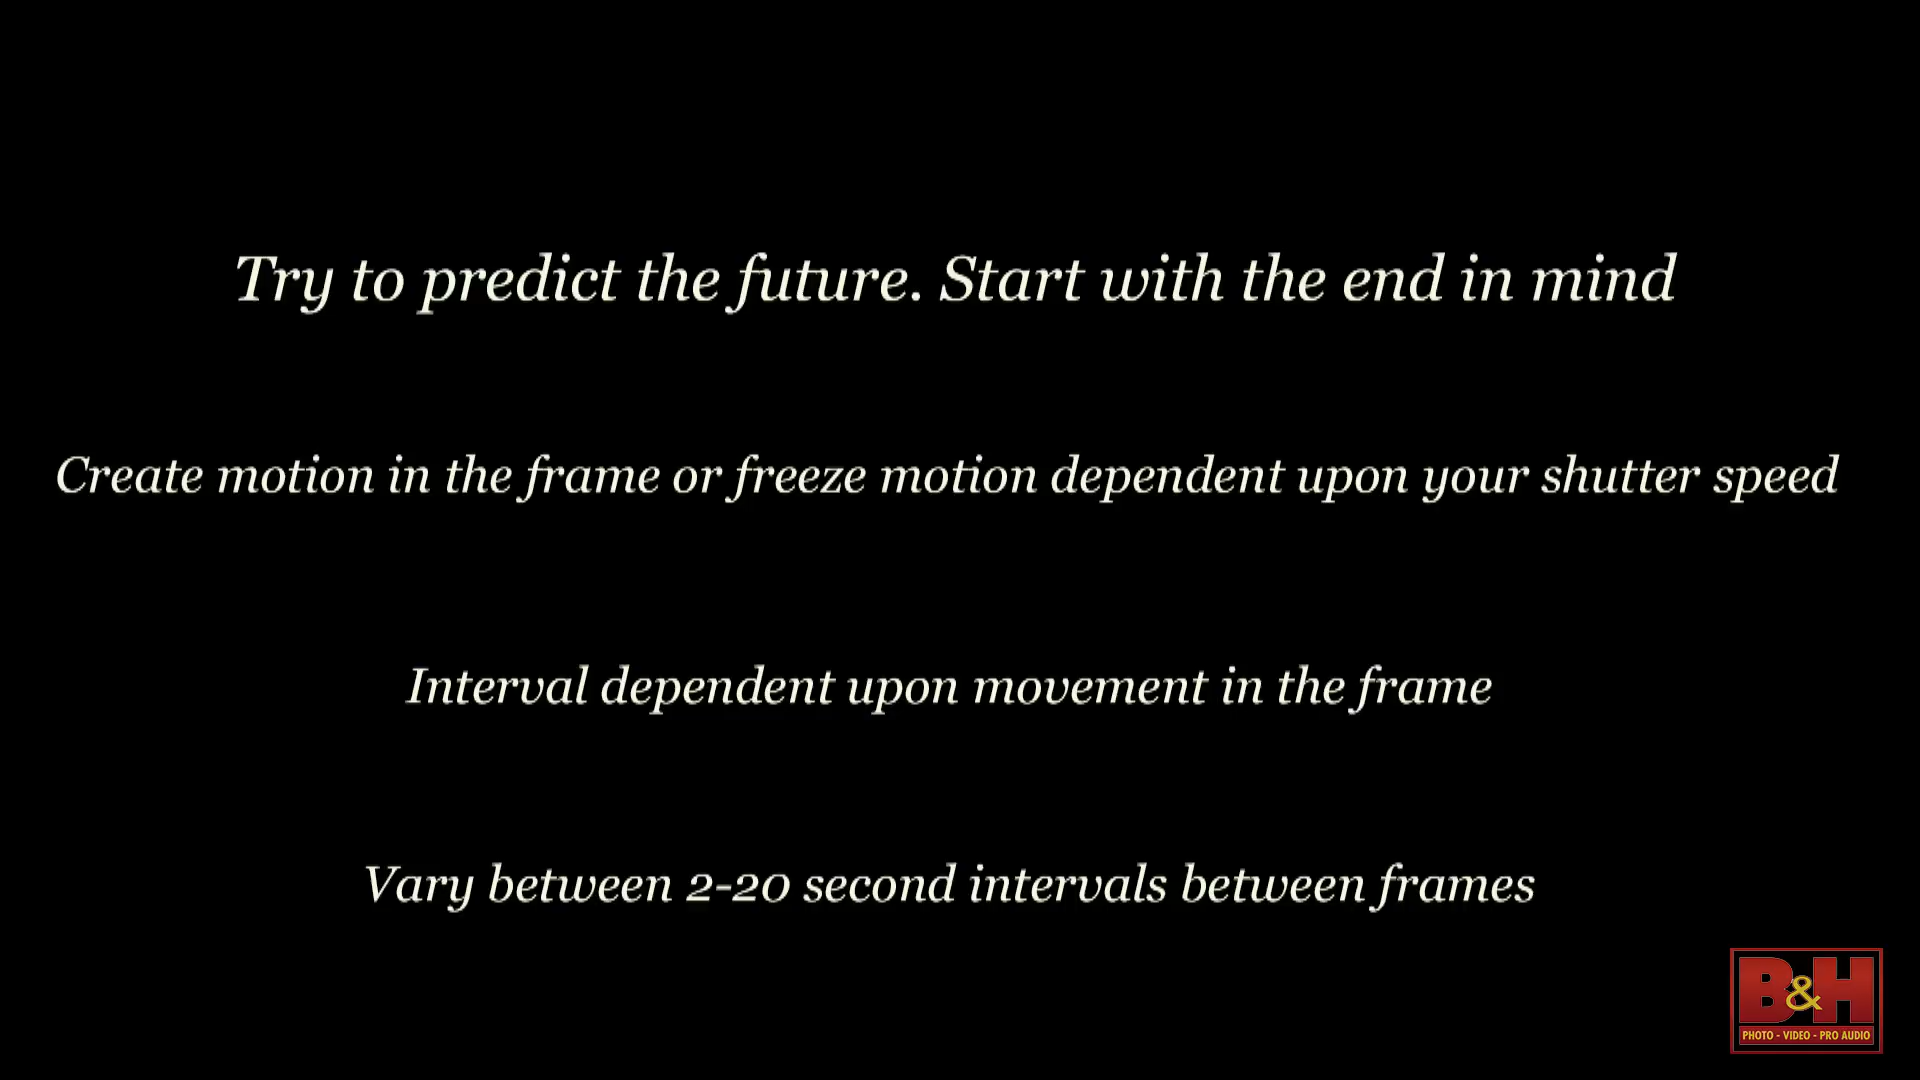 Try to predict the future. Start with the end in mind
Create motion in the frame or freeze motion dependent upon your shutter speed
Interval dependent upon movement in the frame
Vary between 2-20 second intervals between frames
B&H
PHOTO - VIDEO - PRO AUDIO